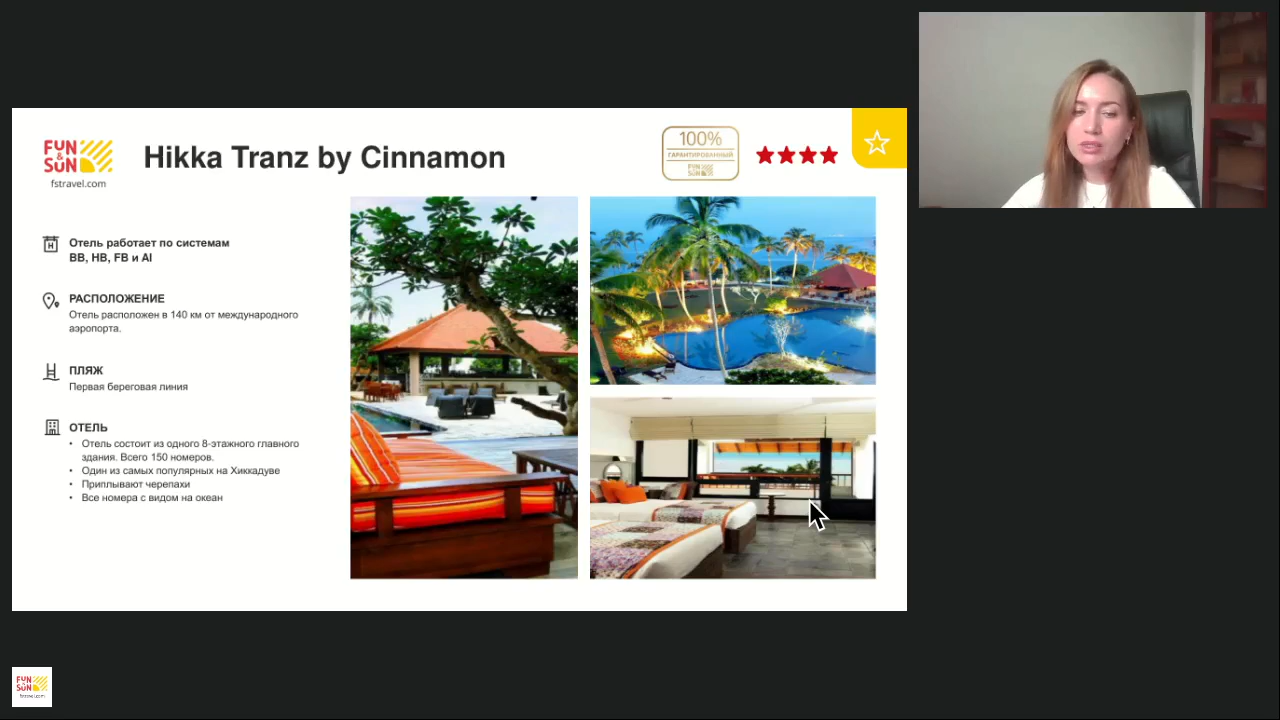 FUN
&
SUN
fstravel.com
Hikka Tranz by Cinnamon
100%
ГАРАНТИРОВАННЫЙ
FUN
&
SUN
Отель работает по системам
BB, HB, FB и AI
РАСПОЛОЖЕНИЕ
Отель расположен в 140 км от международного
аэропорта.
ПЛЯЖ
Первая береговая линия
ОТЕЛЬ
• Отель состоит из одного 8-этажного главного
здания. Всего 150 номеров.
• Один из самых популярных на Хиккадуве
• Приплывают черепахи
• Все номера с видом на океан
FUN
&
SUN
fstravel.com